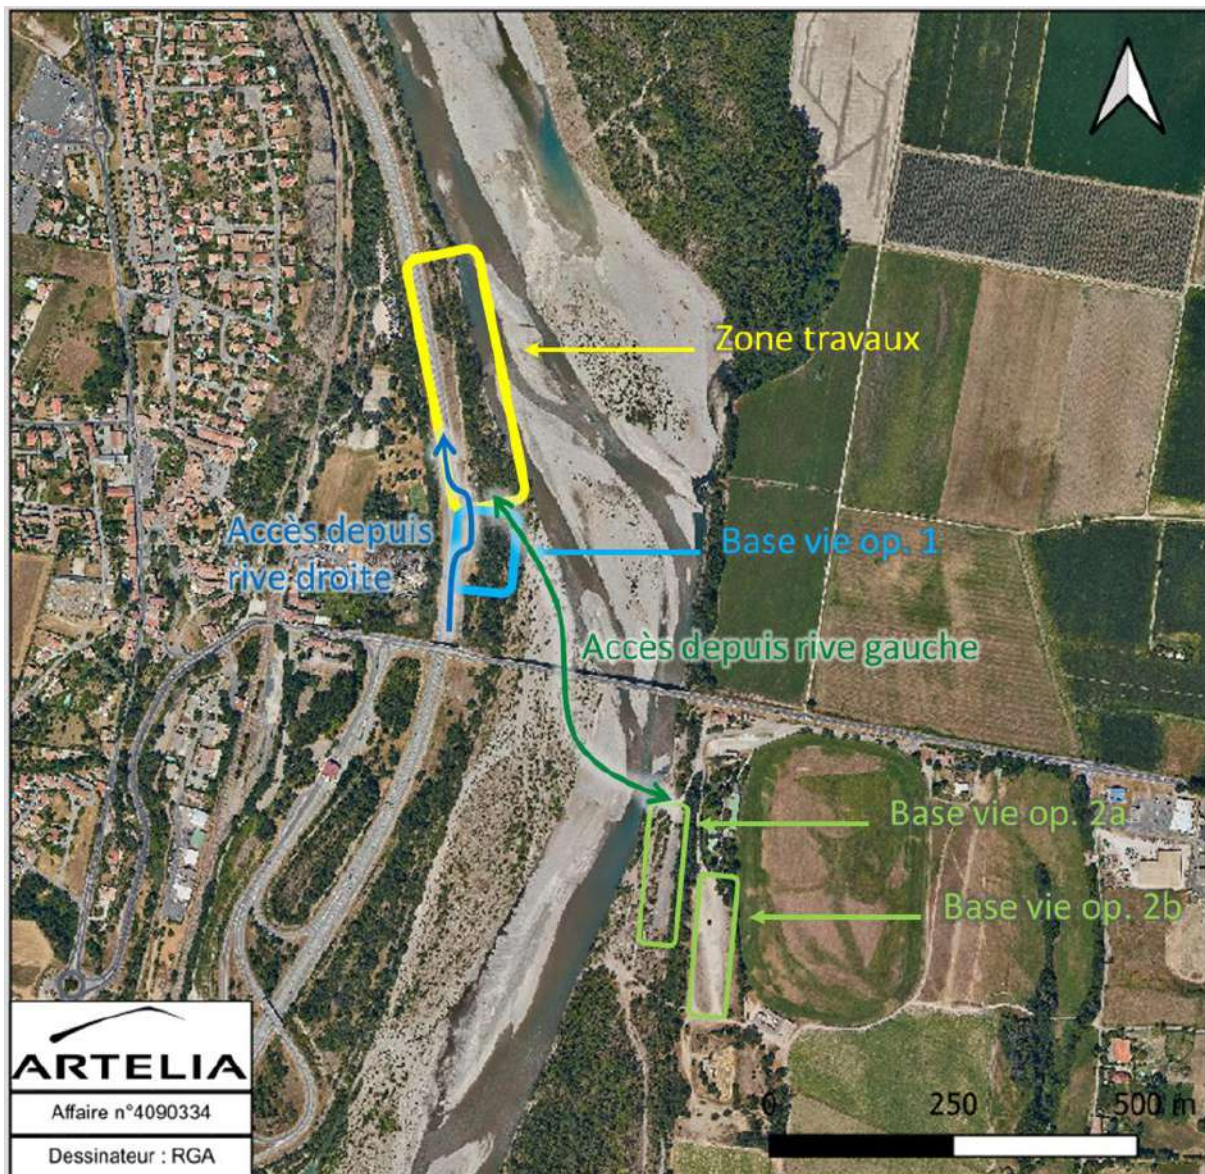 Zone travaux
Accès depuis
rive droite
Base vie op. 1
Accès depuis rive gauche
Base vie op. 2a
Base vie op. 2b
0 250 500 m
ARTELIA
Affaire n°4090334
Dessinateur : RGA